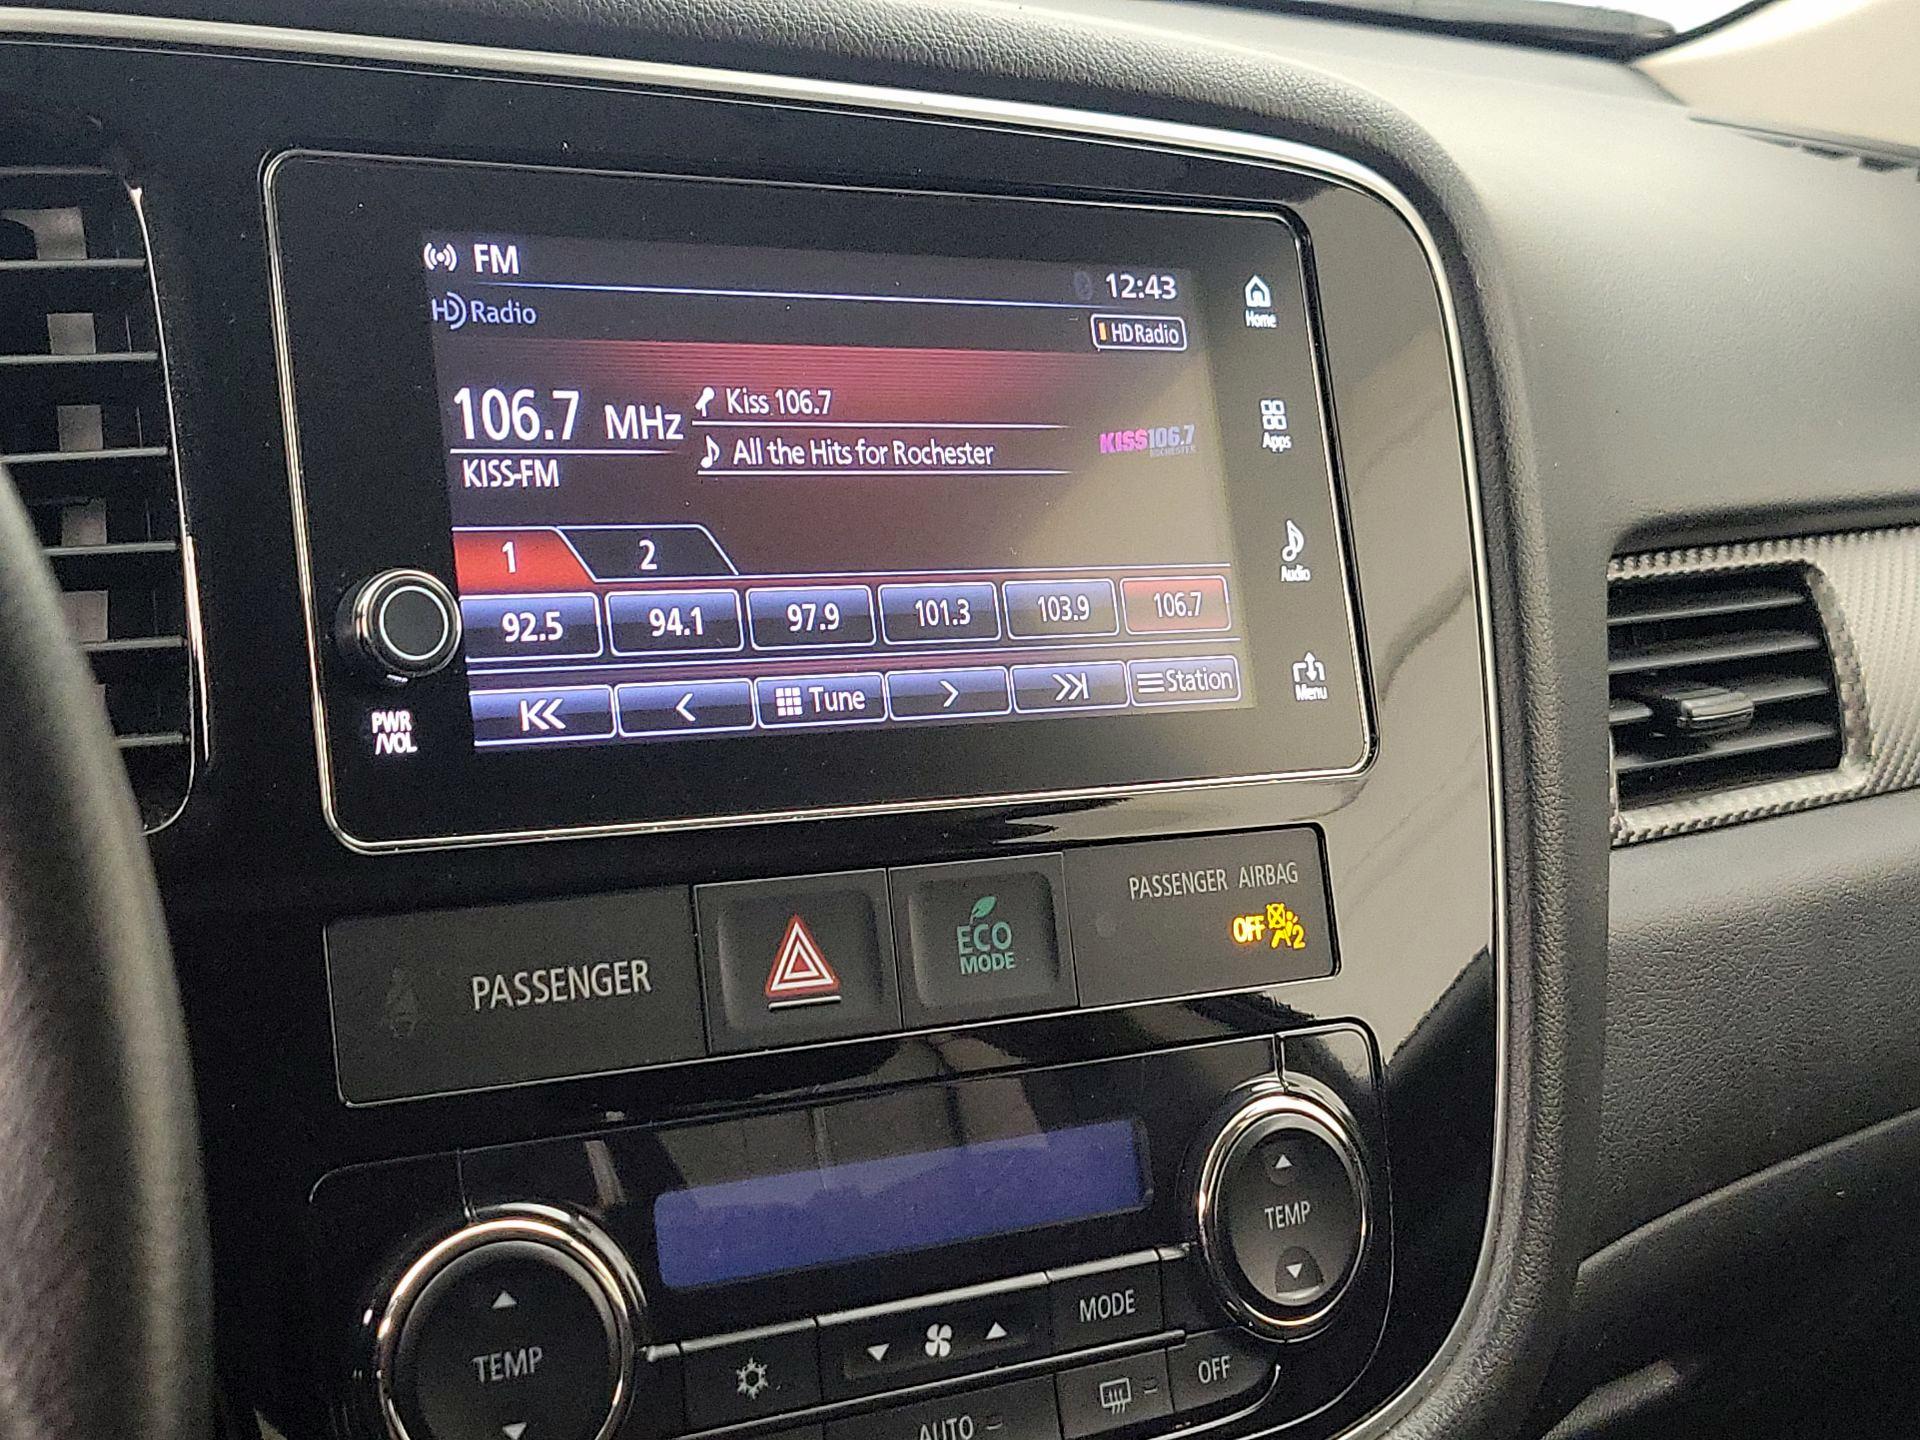 FM
12:43
Home
HD Radio
HD Radio
106.7 MHz
Kiss 106.7
KISS106.7
ROCHESTER
Apps
All the Hits for Rochester
KISS-FM
1 2
Audio
92.5 94.1 97.9 101.3 103.9 106.7
Tune
Station
Menu
PWR
/VOL
PASSENGER
ECO
MODE
PASSENGER AIRBAG
OFF 2
TEMP
TEMP
MODE
OFF
AUTO